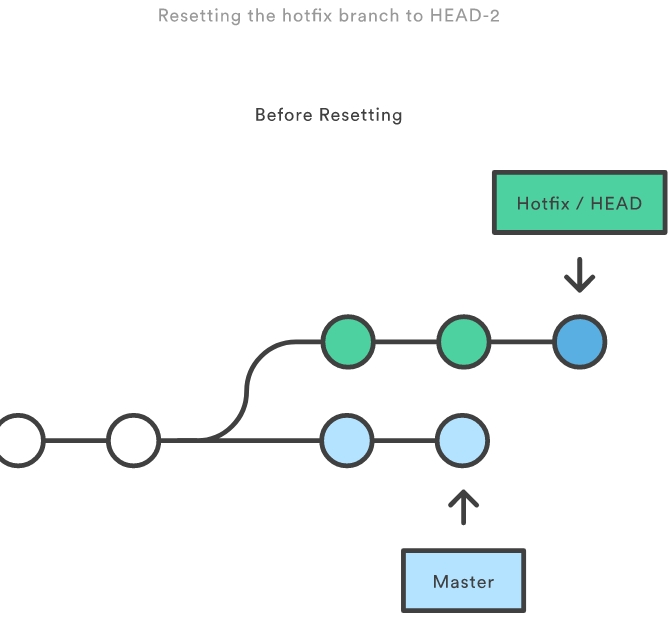 Resetting the hotfix branch to HEAD-2
Before Resetting
Hotfix / HEAD
Master